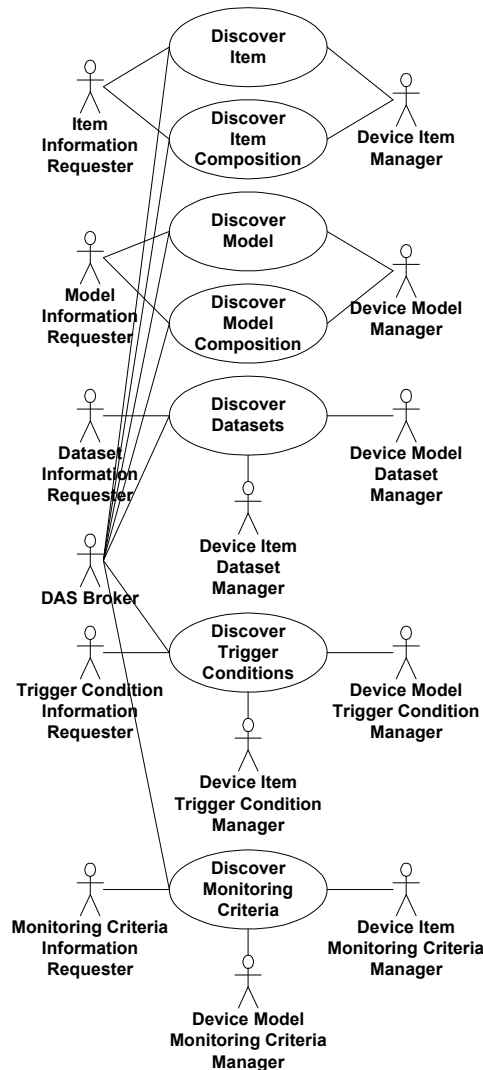 Discover
Item
Item
Information
Requester
Discover
Item
Composition
Device Item
Manager
Discover
Model
Model
Information
Requester
Discover
Model
Composition
Device Model
Manager
Discover
Datasets
Dataset
Information
Requester
Device Model
Dataset
Manager
Device Item
Dataset
Manager
DAS Broker
Discover
Trigger
Conditions
Trigger Condition
Information
Requester
Device Model
Trigger Condition
Manager
Device Item
Trigger Condition
Manager
Discover
Monitoring
Criteria
Monitoring Criteria
Information
Requester
Device Item
Monitoring Criteria
Manager
Device Model
Monitoring Criteria
Manager